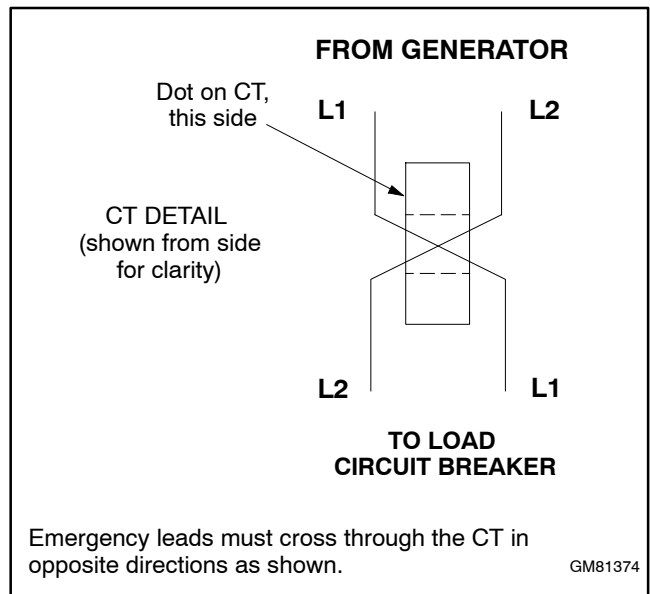 FROM GENERATOR
Dot on CT,
this side
L1
L2
CT DETAIL
(shown from side
for clarity)
L2
L1
TO LOAD
CIRCUIT BREAKER
Emergency leads must cross through the CT in
opposite directions as shown.
GM81374